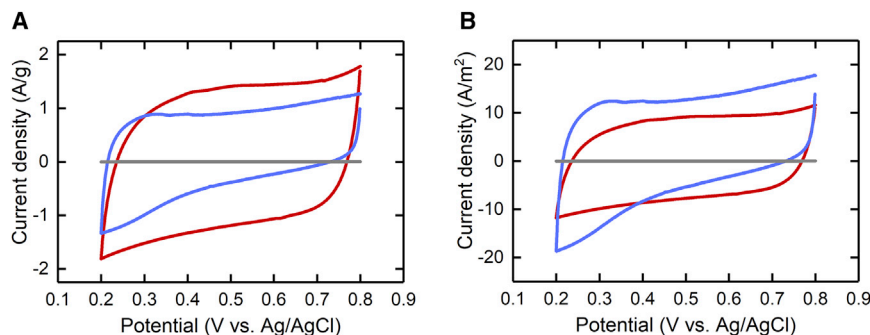 A
Current density (A/g)
2
1
0
-1
-2
0.1 0.2 0.3 0.4 0.5 0.6 0.7 0.8 0.9
Potential (V vs. Ag/AgCl)
B
Current density (A/m²)
20
10
0
-10
-20
0.1 0.2 0.3 0.4 0.5 0.6 0.7 0.8 0.9
Potential (V vs. Ag/AgCl)